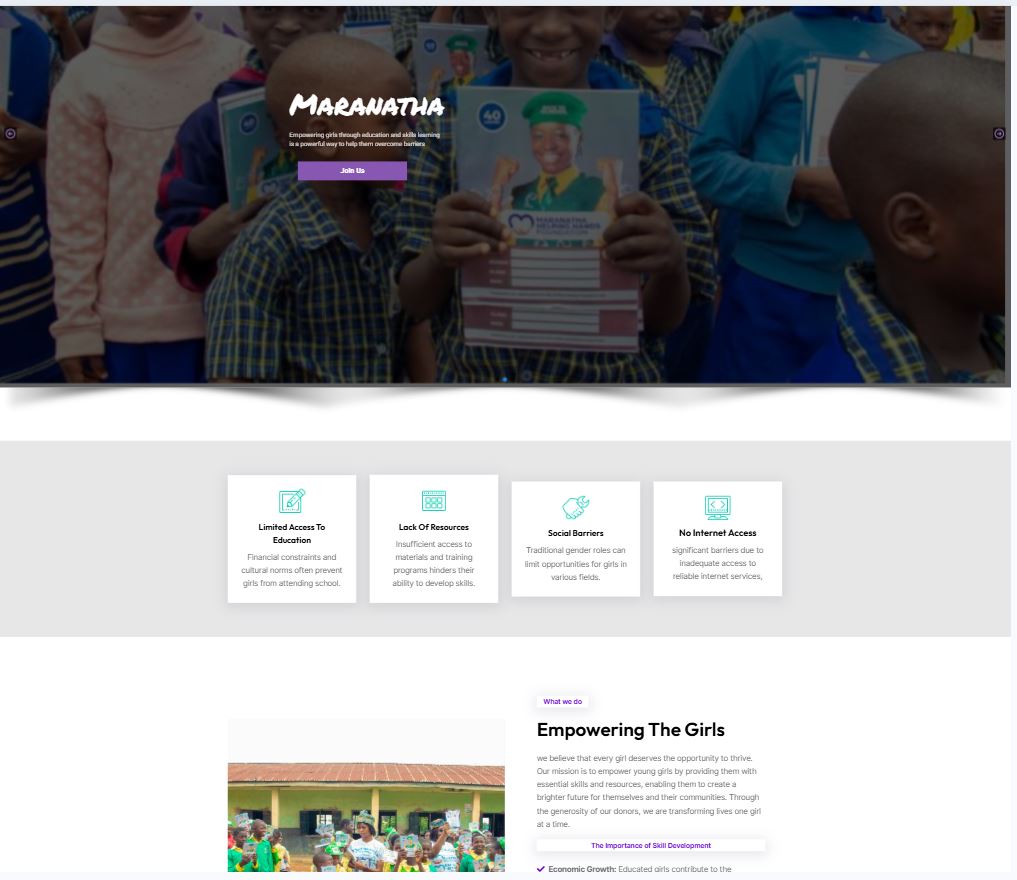 MARANATHA
Empowering girls through education and skills learning
is a powerful way to help them overcome barriers
Join Us
40
MARANATHA
HELPING HANDS
FOUNDATION
Limited Access To
Education
Financial constraints and
cultural norms often prevent
girls from attending school.
Lack Of Resources
Insufficient access to
materials and training
programs hinders their
ability to develop skills.
Social Barriers
Traditional gender roles can
limit opportunities for girls in
various fields.
No Internet Access
significant barriers due to
inadequate access to
reliable internet services,
What we do
Empowering The Girls
we believe that every girl deserves the opportunity to thrive.
Our mission is to empower young girls by providing them with
essential skills and resources, enabling them to create a
brighter future for themselves and their communities. Through
the generosity of our donors, we are transforming lives one girl
at a time.
The Importance of Skill Development
Economic Growth: Educated girls contribute to the